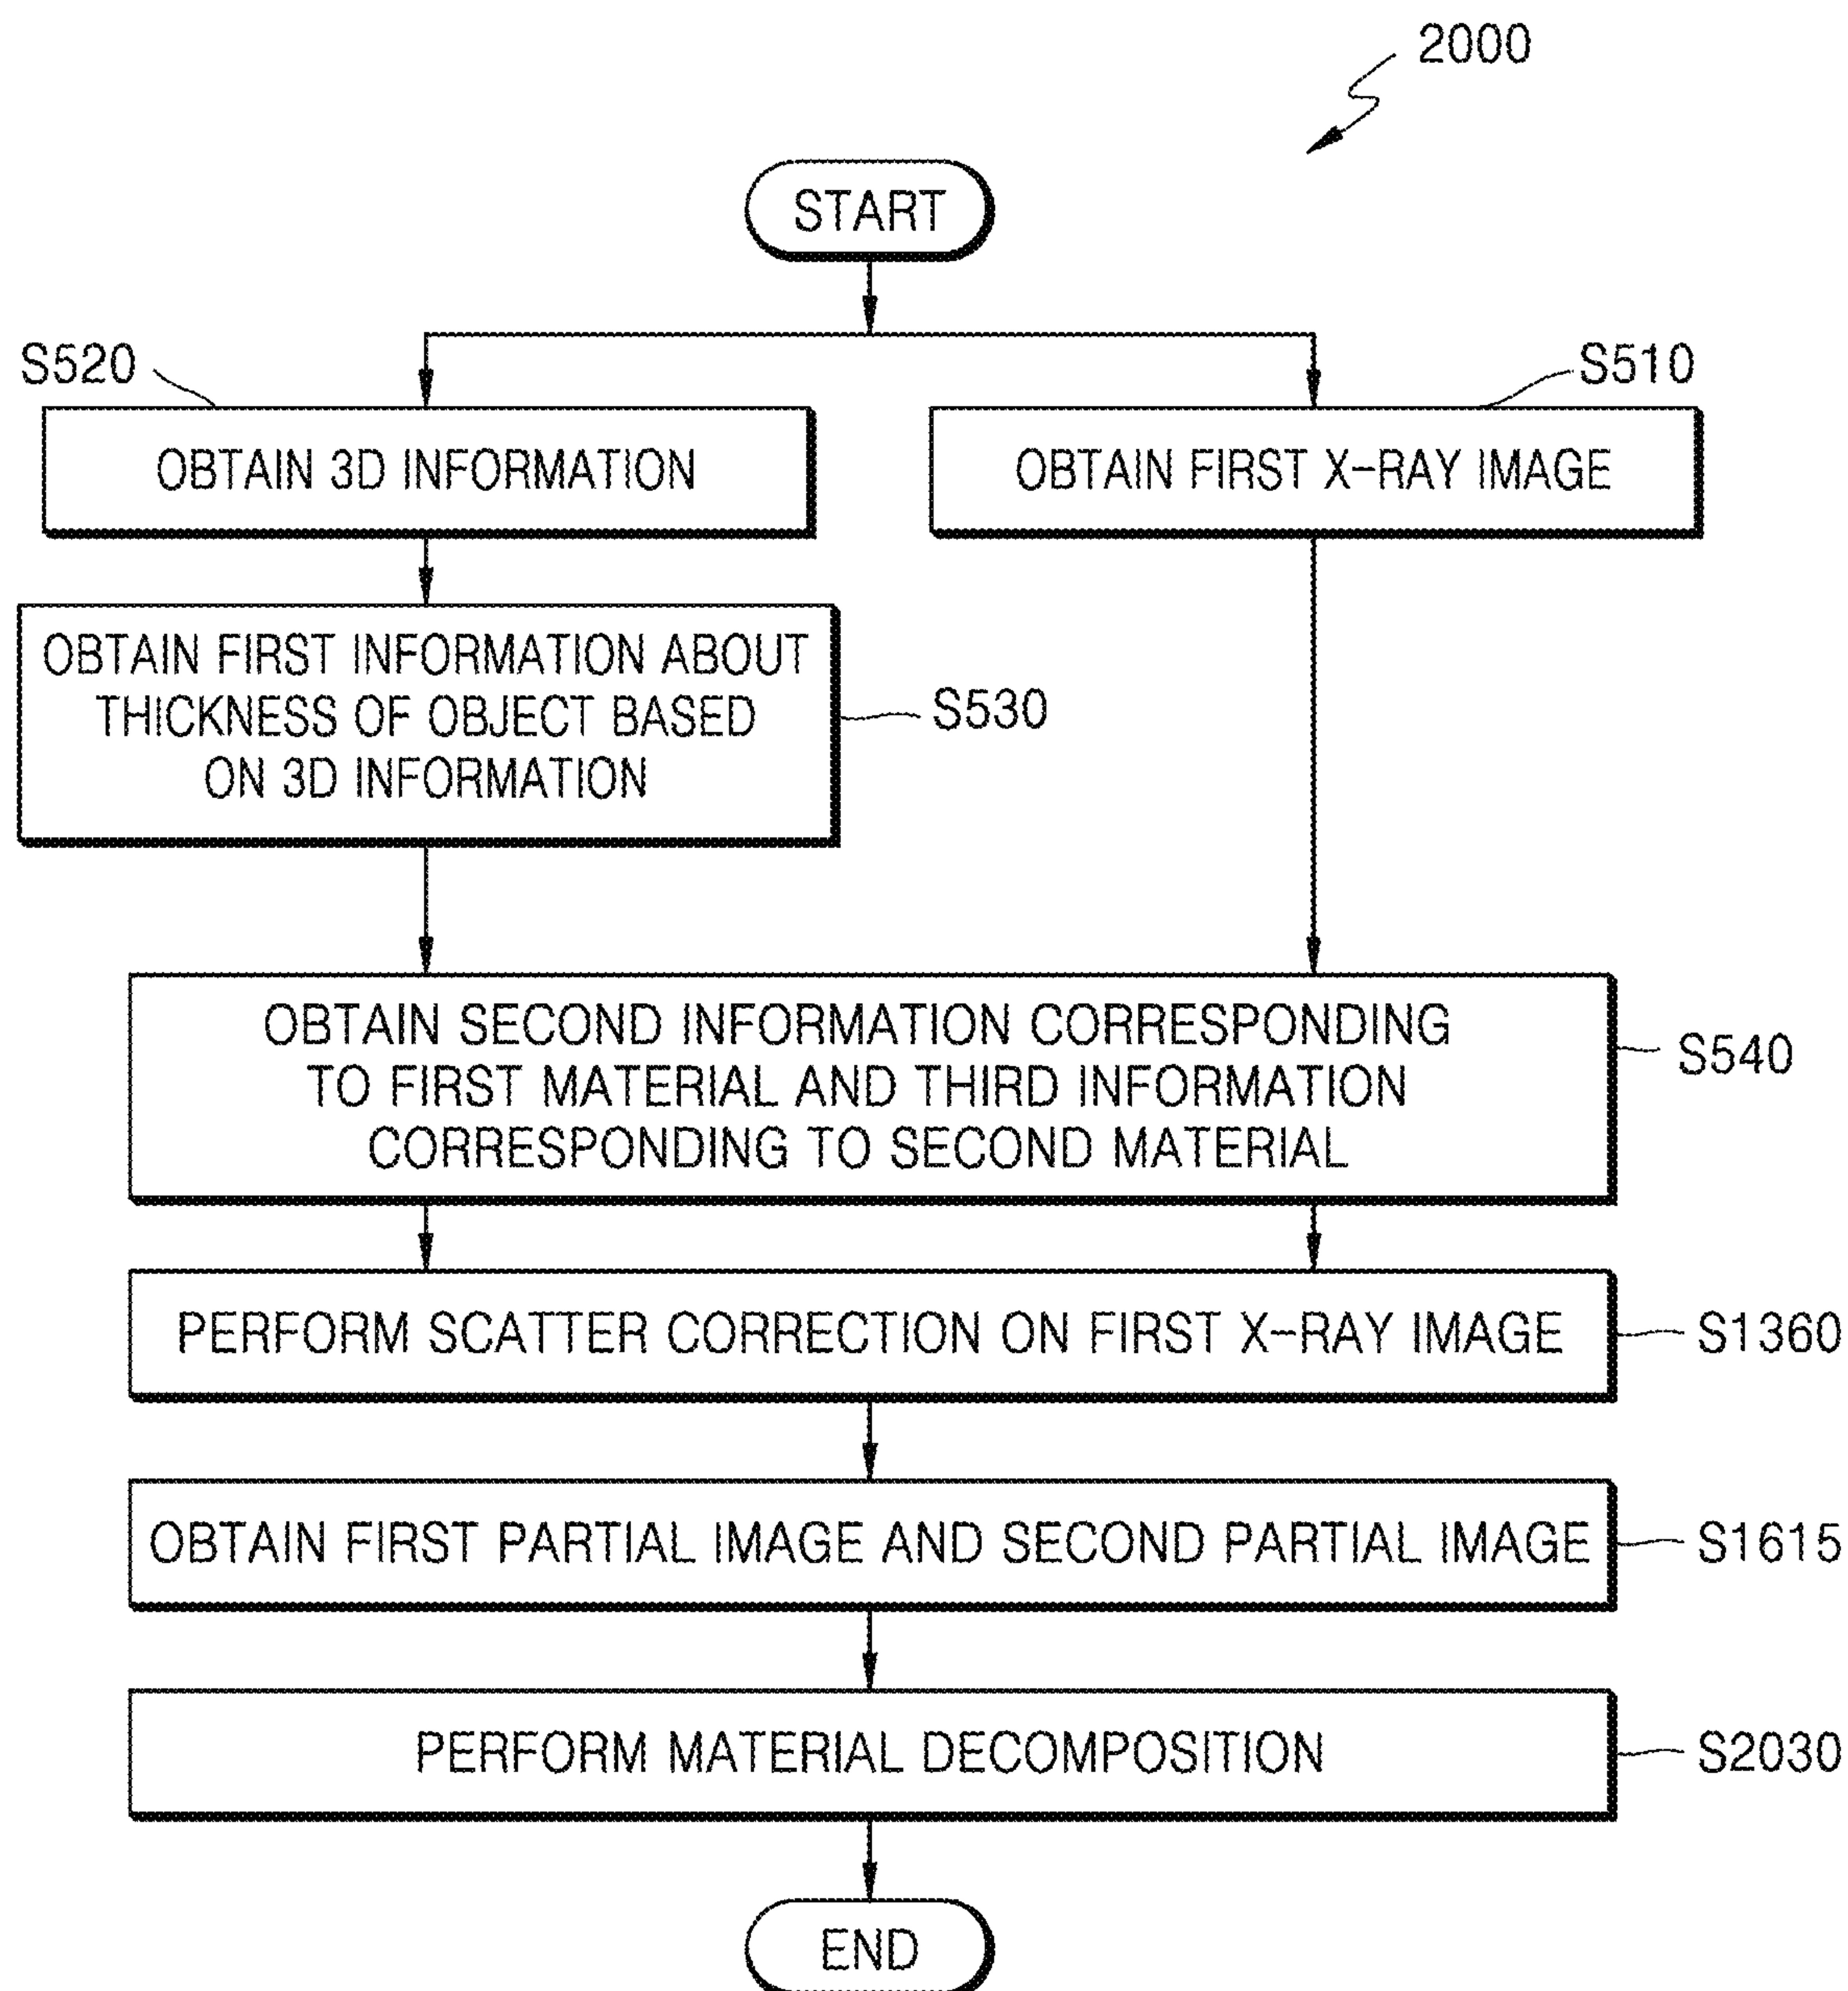 2000
START
S520
S510
OBTAIN 3D INFORMATION
OBTAIN FIRST X-RAY IMAGE
OBTAIN FIRST INFORMATION ABOUT
THICKNESS OF OBJECT BASED
ON 3D INFORMATION
S530
OBTAIN SECOND INFORMATION CORRESPONDING
TO FIRST MATERIAL AND THIRD INFORMATION
CORRESPONDING TO SECOND MATERIAL
S540
PERFORM SCATTER CORRECTION ON FIRST X-RAY IMAGE
S1360
OBTAIN FIRST PARTIAL IMAGE AND SECOND PARTIAL IMAGE
S1615
PERFORM MATERIAL DECOMPOSITION
S2030
END